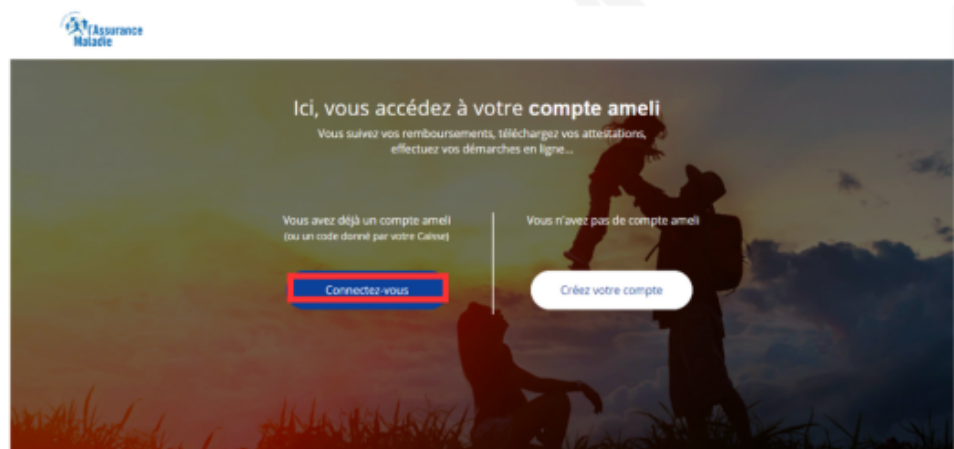 l'Assurance
Maladie
Ici, vous accédez à votre compte ameli
Vous suivez vos remboursements, téléchargez vos attestations,
effectuez vos démarches en ligne...
Vous avez déjà un compte ameli
(ou un code donné par votre Caisse)
Connectez-vous
Vous n'avez pas de compte ameli
Créez votre compte